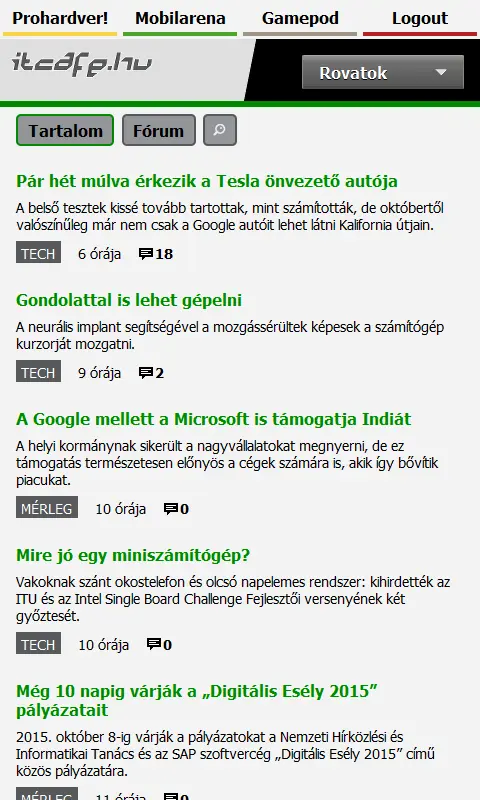 Prohardver! Mobilarena Gamepod Logout
itcafe.hu
Rovatok
Tartalom Fórum
Pár hét múlva érkezik a Tesla önvezető autója
A belső tesztek kissé tovább tartottak, mint számították, de októbertől
valószínűleg már nem csak a Google autóit lehet látni Kalifornia útjain.
TECH 6 órája 18
Gondolattal is lehet gépelni
A neurális implant segítségével a mozgássérültek képesek a számítógép
kurzorját mozgatni.
TECH 9 órája 2
A Google mellett a Microsoft is támogatja Indiát
A helyi kormánynak sikerült a nagyvállalatokat megnyerni, de ez
támogatás természetesen előnyös a cégek számára is, akik így bővítik
piacukat.
MÉRLEG 10 órája 0
Mire jó egy miniszámítógép?
Vakoknak szánt okostelefon és olcsó napelemes rendszer: kihirdették az
ITU és az Intel Single Board Challenge Fejlesztői versenyének két
győztesét.
TECH 10 órája 0
Még 10 napig várják a „Digitális Esély 2015”
pályázatait
2015. október 8-ig várják a pályázatokat a Nemzeti Hírközlési és
Informatikai Tanács és az SAP szoftvercég „Digitális Esély 2015” című
közös pályázatára.
MÉRLEG 11 órája 0